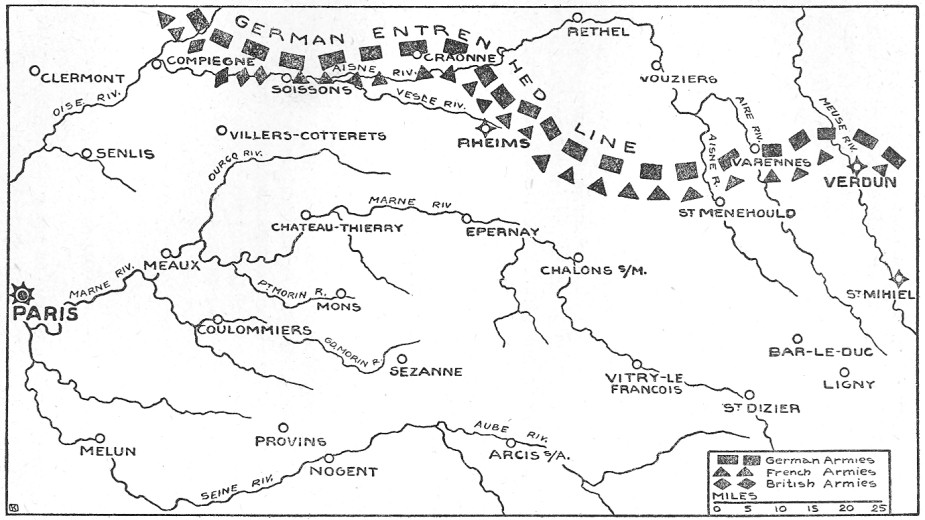 GERMAN ENTRENCHED LINE
RETHEL
CLERMONT
COMPIEGNE
CRAONNE
VOUZIERS
AISNE RIV.
SOISSONS
OISE RIV.
VESLE RIV.
AIRE RIV.
MEUSE RIV.
VILLERS-COTTERETS
RHEIMS
AISNE R.
SENLIS
OURCQ RIV.
VARENNES
VERDUN
MARNE RIV
ST MENEHOULD
CHATEAU-THIERRY
EPERNAY
MEAUX
CHALONS S/M.
MARNE RIV.
PT MORIN R.
ST MIHIEL
PARIS
MONS
COULOMMIERS
GD. MORIN R.
BAR-LE-DUC
SEZANNE
VITRY-LE
FRANCOIS
LIGNY
ST DIZIER
MELUN
PROVINS
AUBE RIV.
ARCIS S/A.
NOGENT
SEINE RIV.
German Armies
French Armies
British Armies
MILES
0 5 10 15 20 25